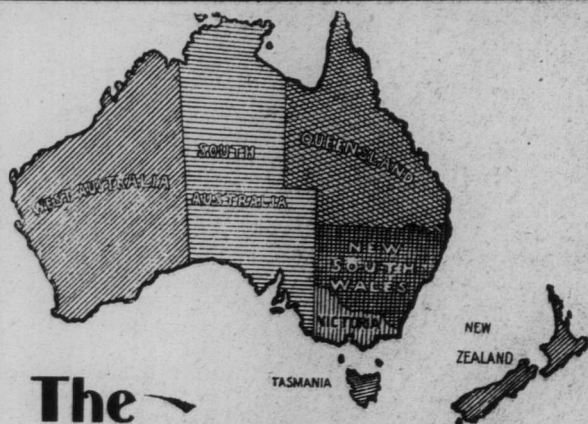 SOUTH
QUEENSLAND
WEST AUSTRALIA
AUSTRALIA
NEW
SOUTH
WALES
VICTORIA
NEW
ZEALAND
TASMANIA
The